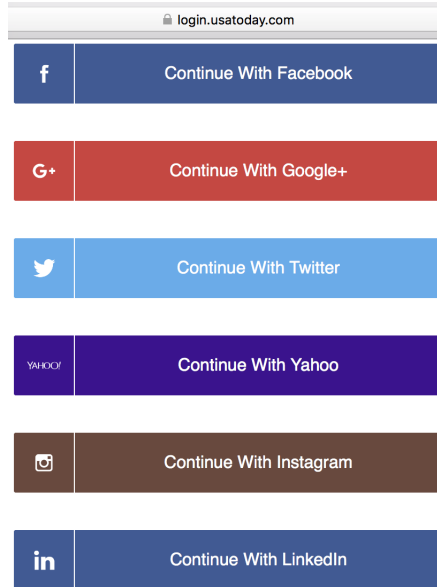 login.usatoday.com
f Continue With Facebook
G+ Continue With Google+
Continue With Twitter
YAHOO! Continue With Yahoo
Continue With Instagram
in Continue With LinkedIn